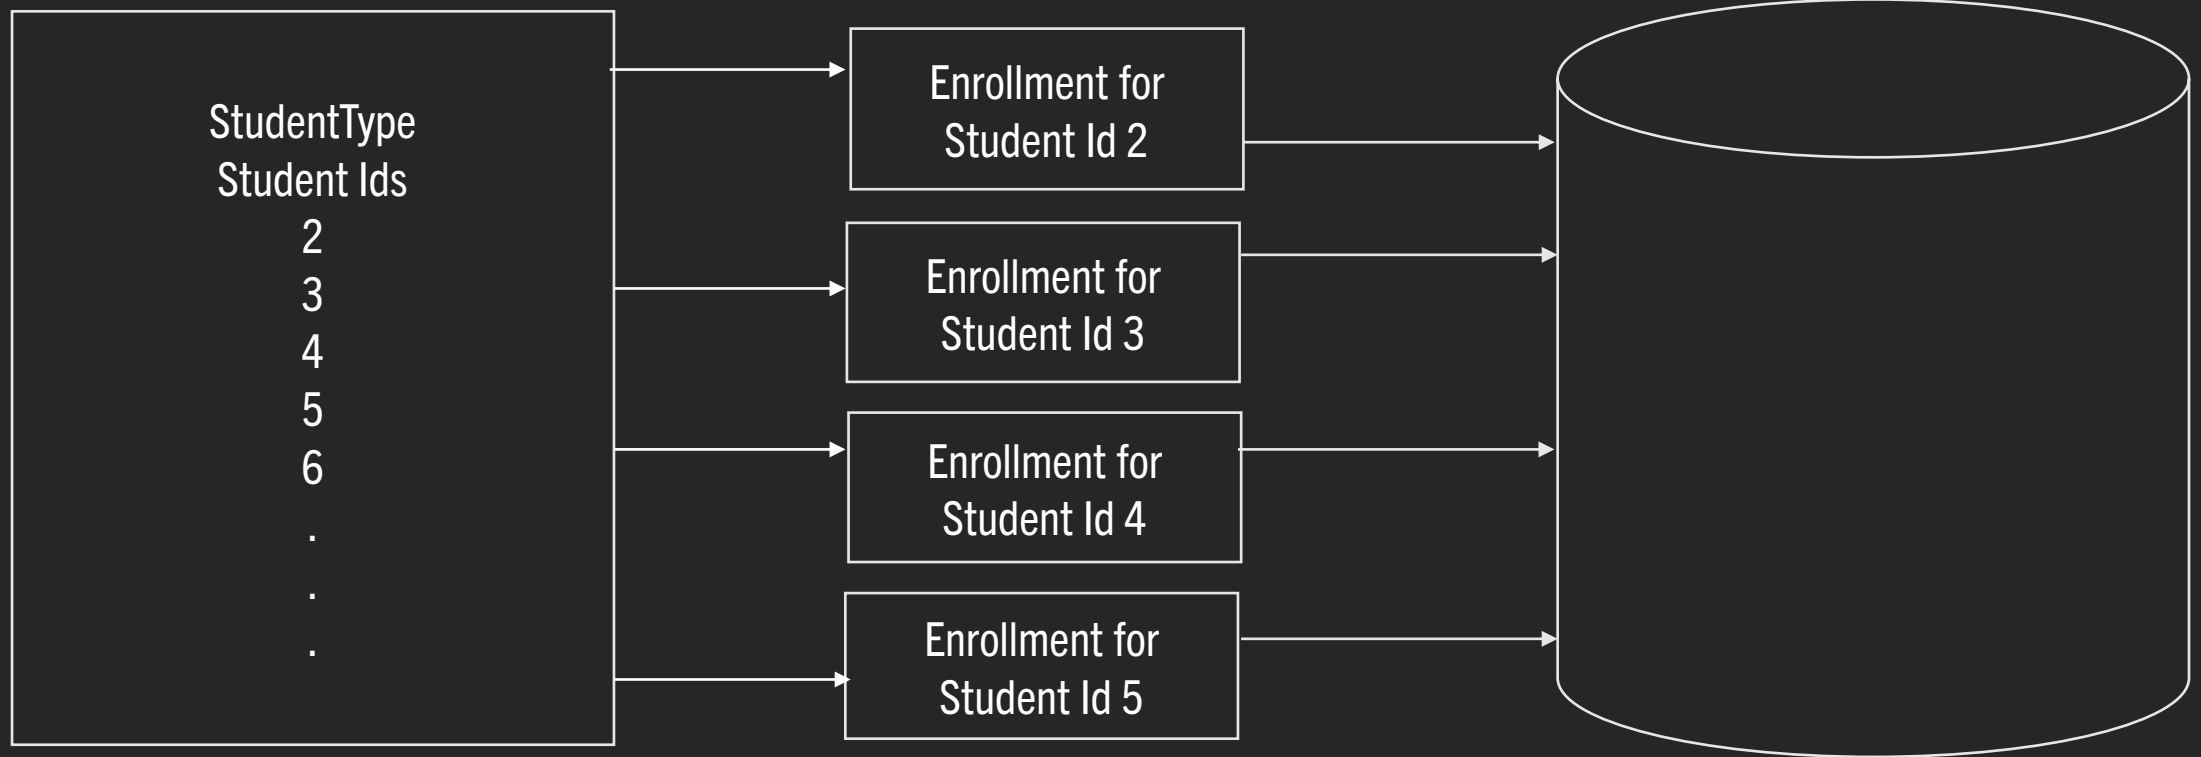 StudentType
Student Ids
2
3
4
5
6
.
.
.
Enrollment for
Student Id 2
Enrollment for
Student Id 3
Enrollment for
Student Id 4
Enrollment for
Student Id 5